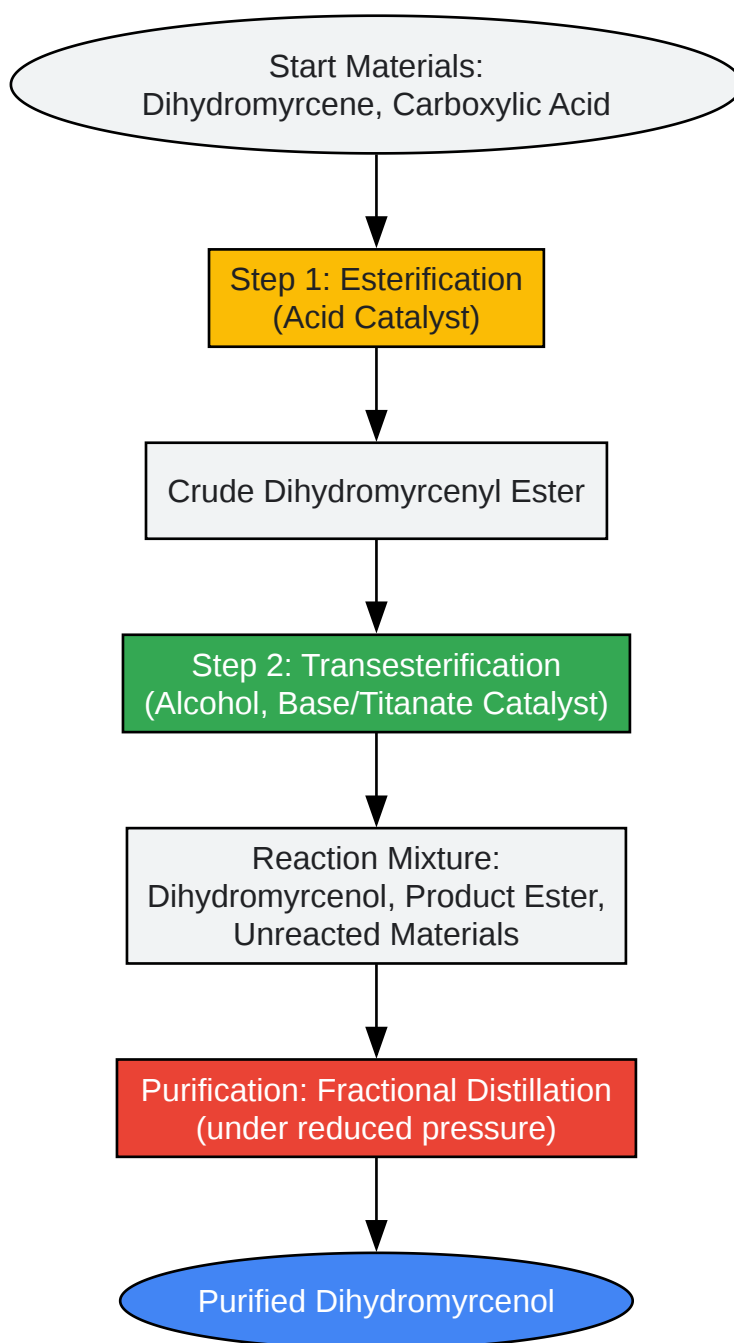 Start Materials:
Dihydromyrcene, Carboxylic Acid
Step 1: Esterification
(Acid Catalyst)
Crude Dihydromyrcenyl Ester
Step 2: Transesterification
(Alcohol, Base/Titanate Catalyst)
Reaction Mixture:
Dihydromyrcenol, Product Ester,
Unreacted Materials
Purification: Fractional Distillation
(under reduced pressure)
Purified Dihydromyrcenol